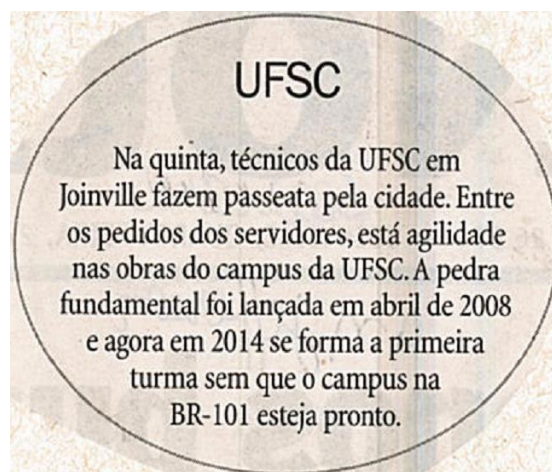 UFSC
Na quinta, técnicos da UFSC em
Joinville fazem passeata pela cidade. Entre
os pedidos dos servidores, está agilidade
nas obras do campus da UFSC. A pedra
fundamental foi lançada em abril de 2008
e agora em 2014 se forma a primeira
turma sem que o campus na
BR-101 esteja pronto.